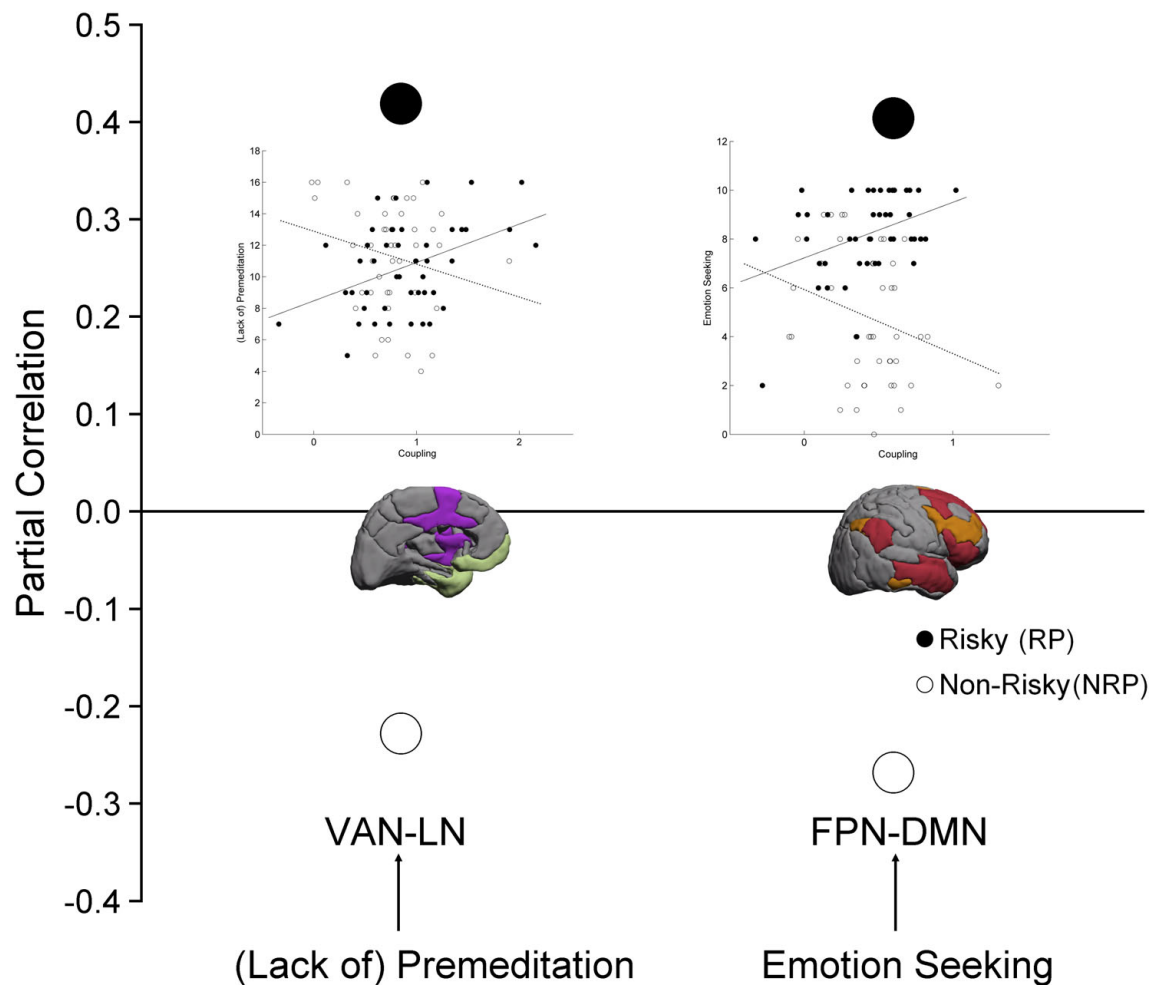 Partial Correlation
0.5
0.4
0.3
0.2
0.1
0.0
-0.1
-0.2
-0.3
-0.4
(Lack of) Premeditation
18
16
14
12
10
8
6
4
2
0
0
1
2
Coupling
Emotion Seeking
12
10
8
6
4
2
0
0
1
Coupling
Risky (RP)
Non-Risky(NRP)
VAN-LN
FPN-DMN
(Lack of) Premeditation
Emotion Seeking